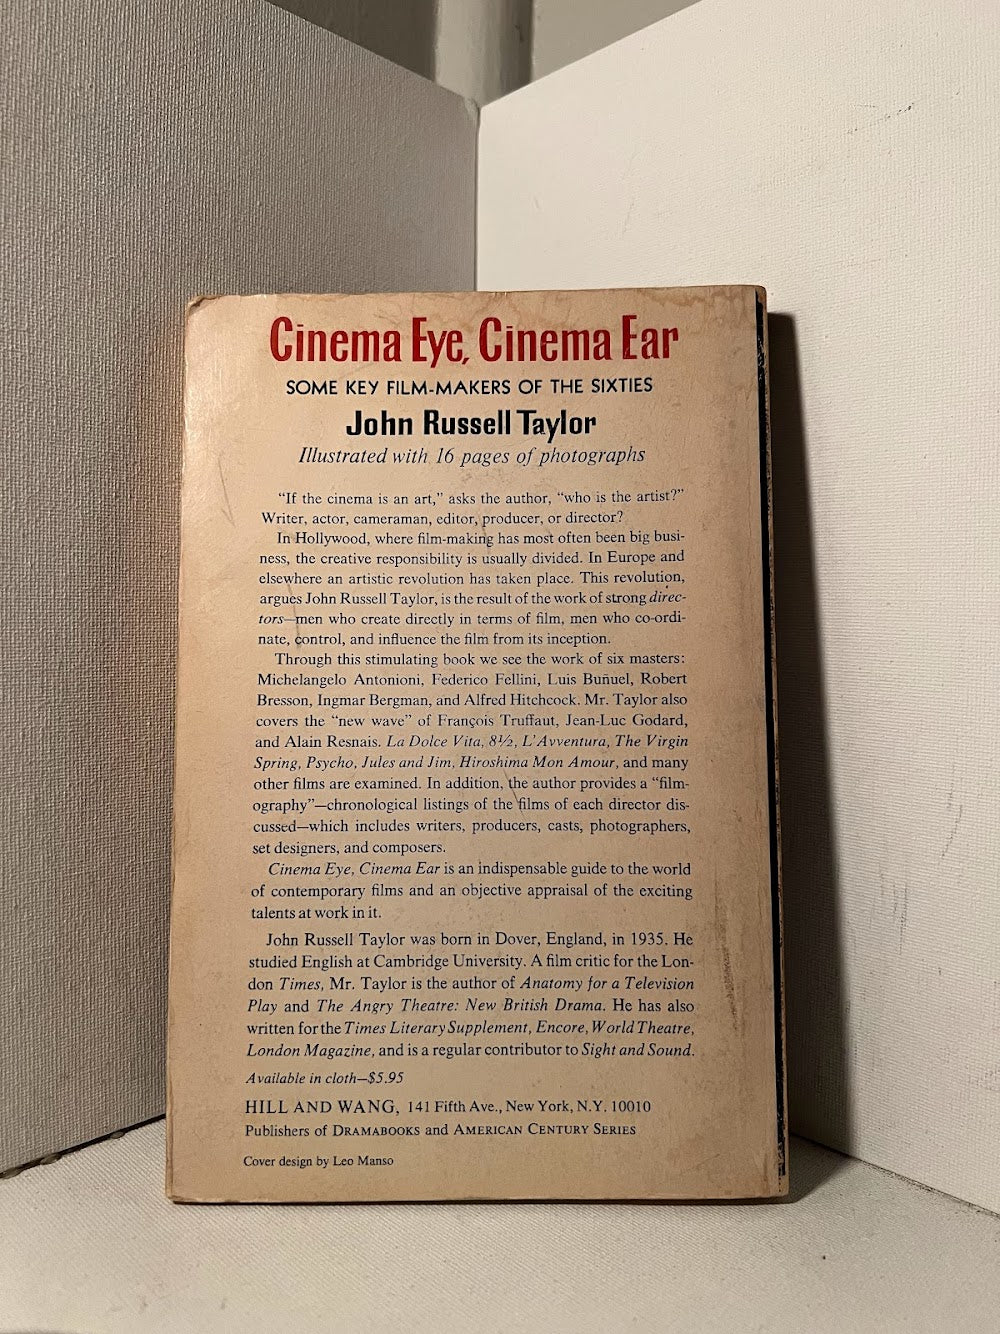 Cinema Eye, Cinema Ear
SOME KEY FILM-MAKERS OF THE SIXTIES
John Russell Taylor
Illustrated with 16 pages of photographs
"If the cinema is an art," asks the author, "who is the artist?"
Writer, actor, cameraman, editor, producer, or director?
In Hollywood, where film-making has most often been big busi-
ness, the creative responsibility is usually divided. In Europe and
elsewhere an artistic revolution has taken place. This revolution,
argues John Russell Taylor, is the result of the work of strong direc-
tors—men who create directly in terms of film, men who co-ordi-
nate, control, and influence the film from its inception.
Through this stimulating book we see the work of six masters:
Michelangelo Antonioni, Federico Fellini, Luis Buñuel, Robert
Bresson, Ingmar Bergman, and Alfred Hitchcock. Mr. Taylor also
covers the "new wave" of François Truffaut, Jean-Luc Godard,
and Alain Resnais. La Dolce Vita, 8½, L'Avventura, The Virgin
Spring, Psycho, Jules and Jim, Hiroshima Mon Amour, and many
other films are examined. In addition, the author provides a "film-
ography"—chronological listings of the films of each director dis-
cussed—which includes writers, producers, casts, photographers,
set designers, and composers.
Cinema Eye, Cinema Ear is an indispensable guide to the world
of contemporary films and an objective appraisal of the exciting
talents at work in it.
John Russell Taylor was born in Dover, England, in 1935. He
studied English at Cambridge University. A film critic for the Lon-
don Times, Mr. Taylor is the author of Anatomy for a Television
Play and The Angry Theatre: New British Drama. He has also
written for the Times Literary Supplement, Encore, World Theatre,
London Magazine, and is a regular contributor to Sight and Sound.
Available in cloth—$5.95
HILL AND WANG, 141 Fifth Ave., New York, N.Y. 10010
Publishers of DRAMABOOKS and AMERICAN CENTURY SERIES
Cover design by Leo Manso